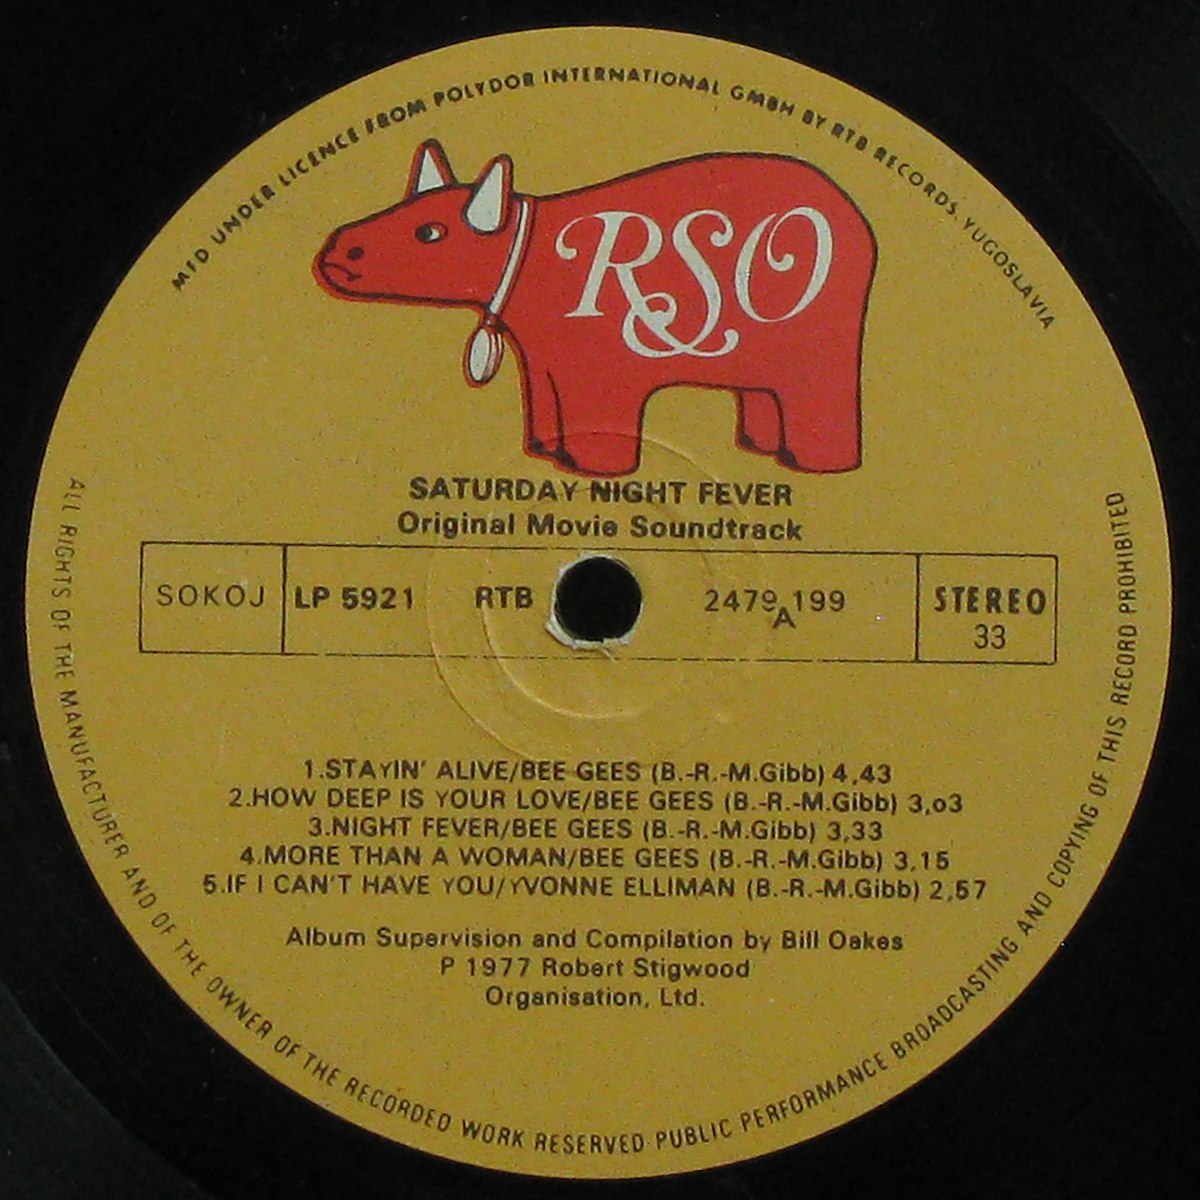 MFD UNDER LICENCE FROM POLYDOR INTERNATIONAL GMBH BY RTB RECORDS, YUGOSLAVIA
RSO
SATURDAY NIGHT FEVER
Original Movie Soundtrack
SOKOJ LP 5921 RTB 2479 199 STEREO
A 33
1.STAYIN' ALIVE/BEE GEES (B.-R.-M.Gibb) 4,43
2.HOW DEEP IS YOUR LOVE/BEE GEES (B.-R.-M.Gibb) 3,o3
3.NIGHT FEVER/BEE GEES (B.-R.-M.Gibb) 3,33
4.MORE THAN A WOMAN/BEE GEES (B.-R.-M.Gibb) 3,15
5.IF I CAN'T HAVE YOU/YVONNE ELLIMAN (B.-R.-M.Gibb) 2,57
Album Supervision and Compilation by Bill Oakes
P 1977 Robert Stigwood
Organisation, Ltd.
ALL RIGHTS OF THE MANUFACTURER AND OF THE OWNER OF THE RECORDED WORK RESERVED PUBLIC PERFORMANCE BROADCASTING AND COPYING OF THIS RECORD PROHIBITED